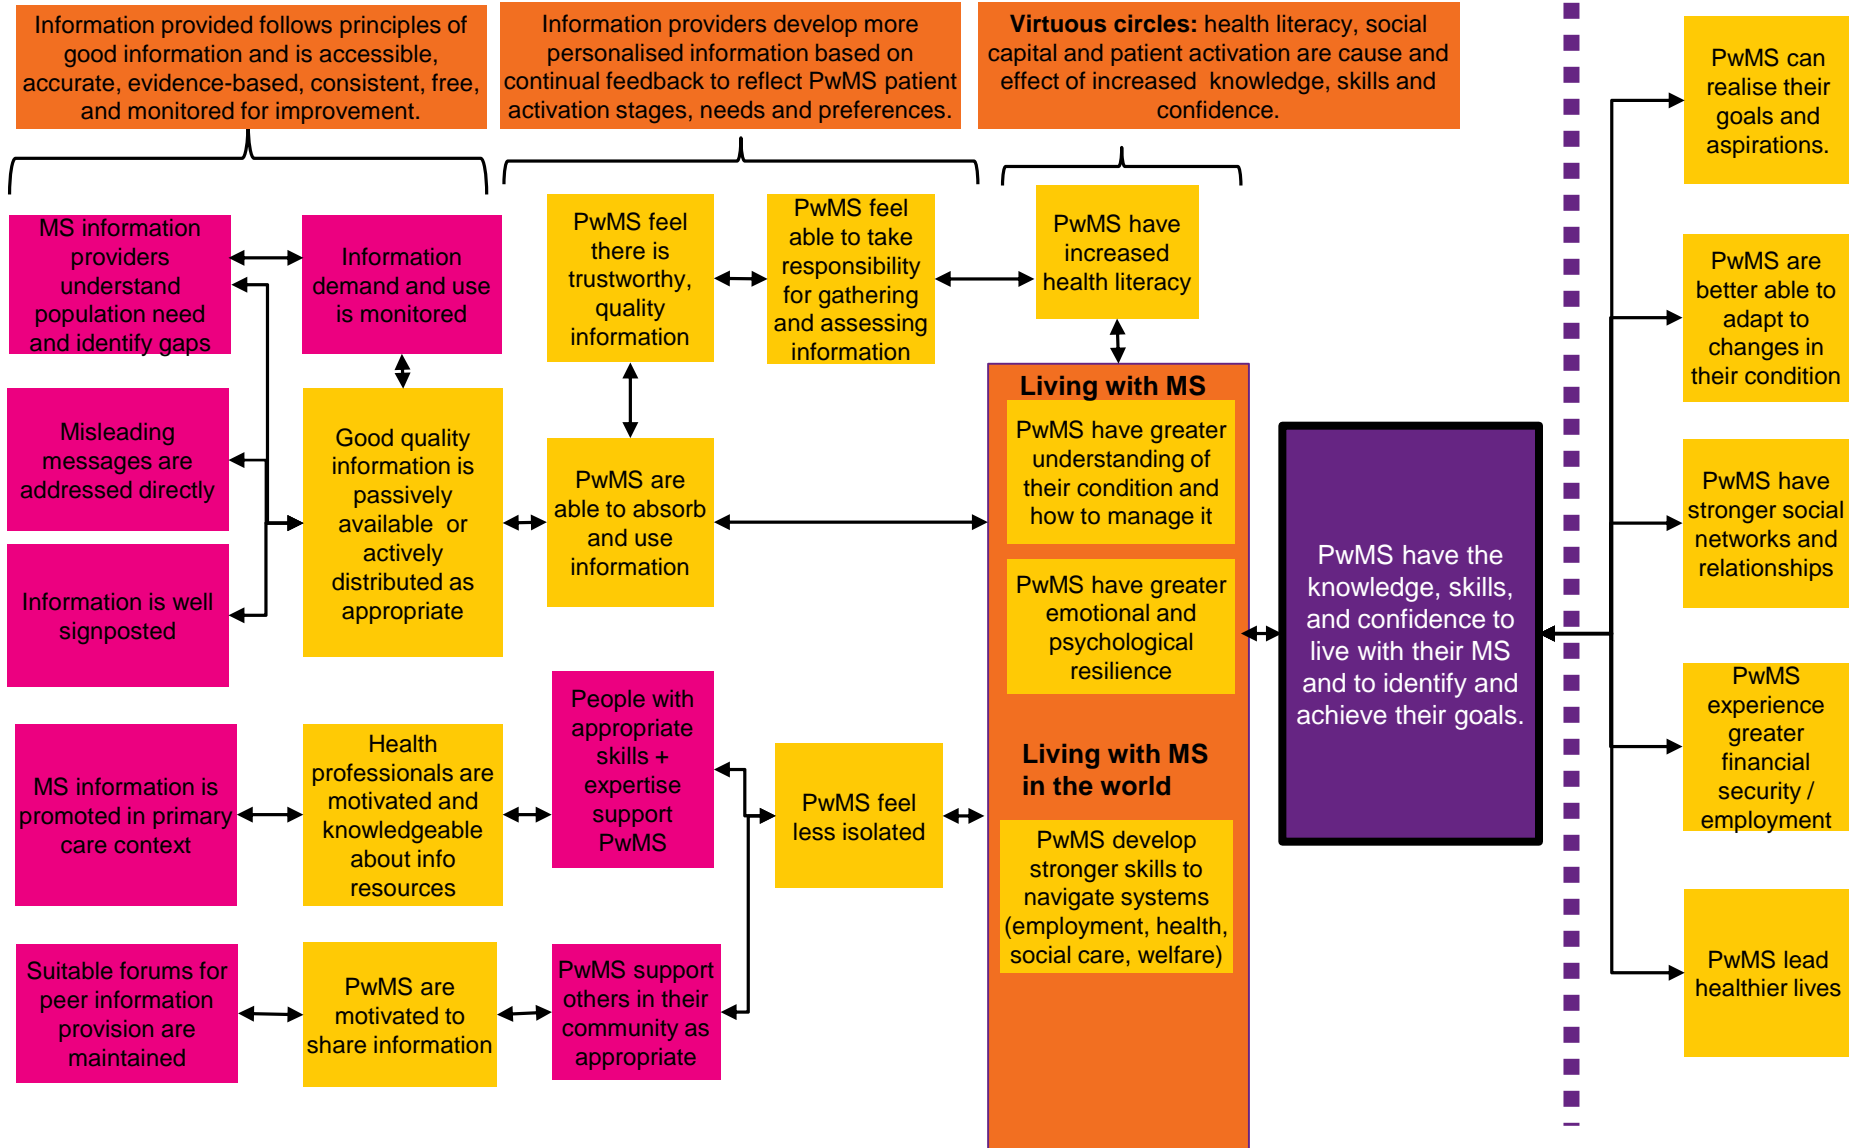 Information provided follows principles of
good information and is accessible,
accurate, evidence-based, consistent, free,
and monitored for improvement.
Information providers develop more
personalised information based on
continual feedback to reflect PwMS patient
activation stages, needs and preferences.
Virtuous circles: health literacy, social
capital and patient activation are cause and
effect of increased knowledge, skills and
confidence.
MS information
providers
understand
population need
and identify gaps
Information
demand and use
is monitored
PwMS feel
there is
trustworthy,
quality
information
PwMS feel
able to take
responsibility
for gathering
and assessing
information
PwMS have
increased
health literacy
Misleading
messages are
addressed directly
Information is well
signposted
Good quality
information is
passively
available or
actively
distributed as
appropriate
PwMS are
able to absorb
and use
information
MS information is
promoted in primary
care context
Health
professionals are
motivated and
knowledgeable
about info
resources
People with
appropriate
skills +
expertise
support
PwMS
PwMS feel
less isolated
Suitable forums for
peer information
provision are
maintained
PwMS are
motivated to
share information
PwMS support
others in their
community as
appropriate
Living with MS
PwMS have greater
understanding of
their condition and
how to manage it
PwMS have greater
emotional and
psychological
resilience
Living with MS
in the world
PwMS develop
stronger skills to
navigate systems
(employment, health,
social care, welfare)
PwMS have the
knowledge, skills,
and confidence to
live with their MS
and to identify and
achieve their goals.
PwMS can
realise their
goals and
aspirations.
PwMS are
better able to
adapt to
changes in
their condition
PwMS have
stronger social
networks and
relationships
PwMS
experience
greater
financial
security /
employment
PwMS lead
healthier lives